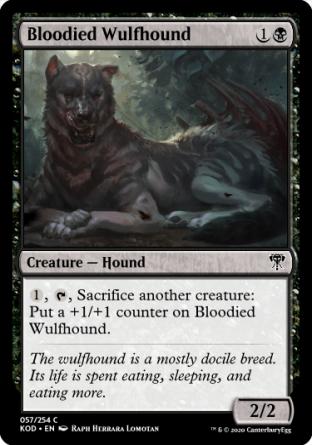 Bloodied Wulfhound 1
Creature — Hound
1, , Sacrifice another creature:
Put a +1/+1 counter on Bloodied
Wulfhound.
The wulfhound is a mostly docile breed.
Its life is spent eating, sleeping, and
eating more.
2/2
057/254 C
KOD • EN Raph Herrara Lomotan
™ & © 2020 CanterburyEgg